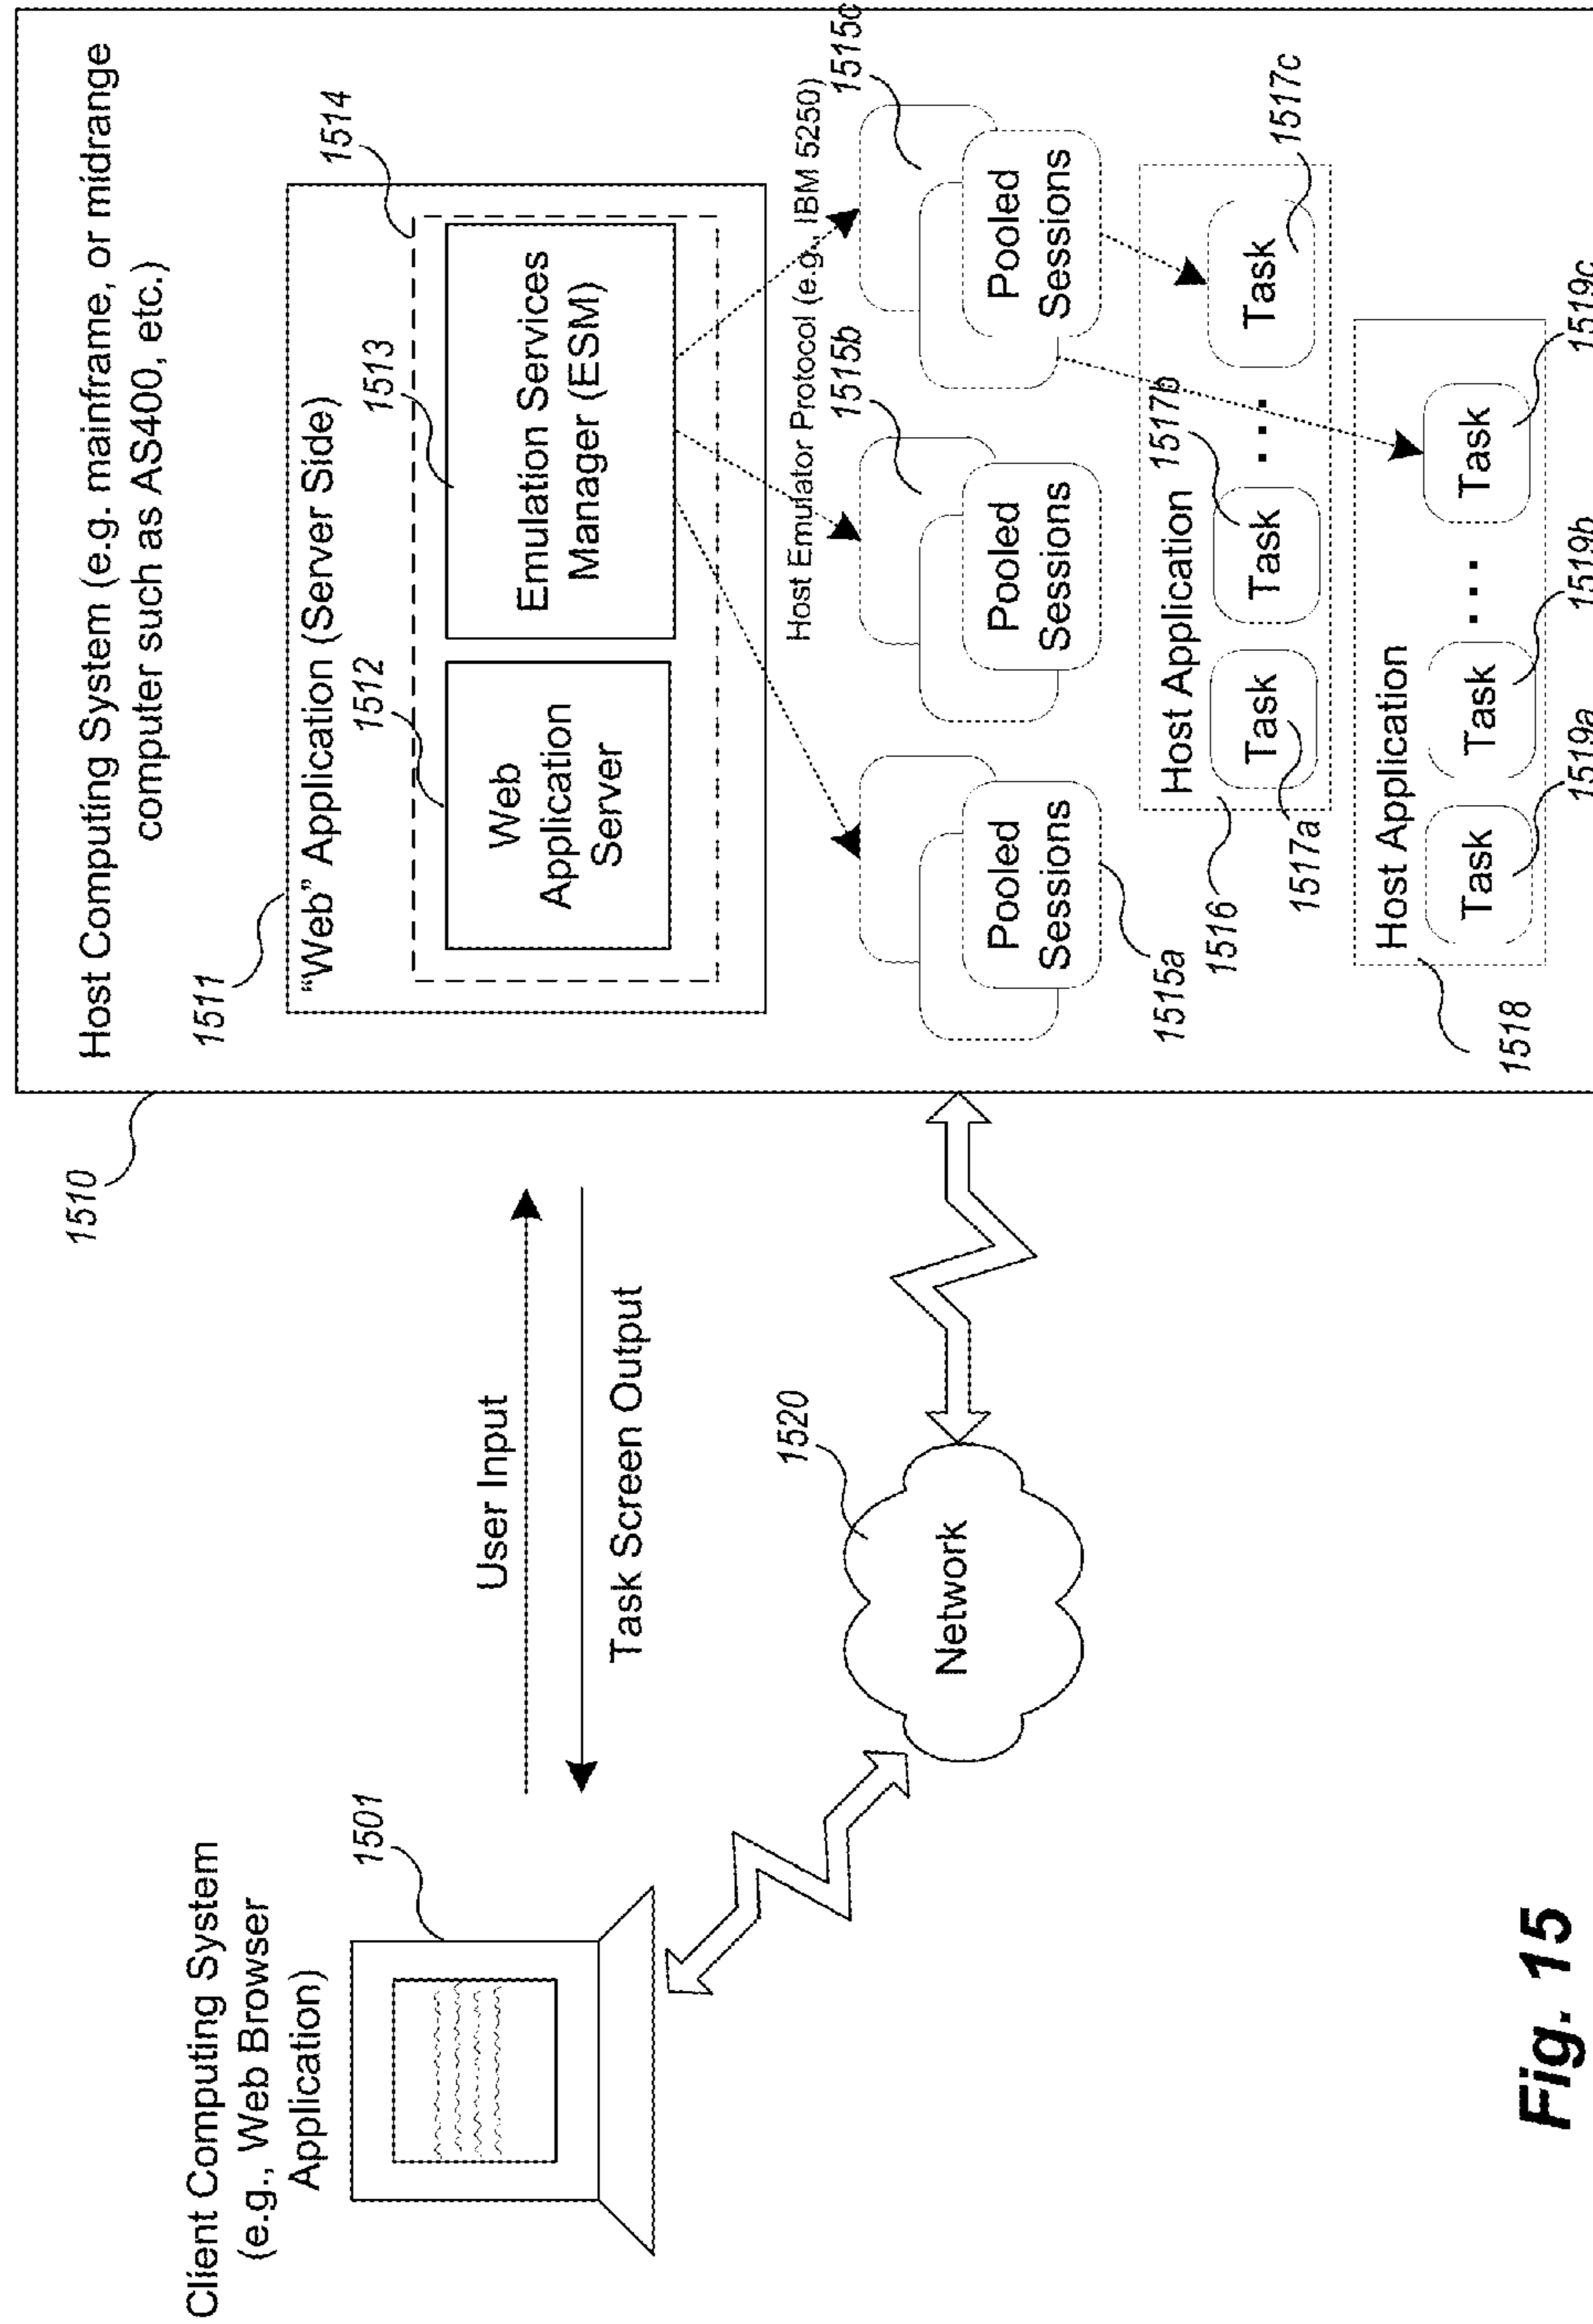 Client Computing System
(e.g., Web Browser
Application)
1501
User Input
Task Screen Output
1520
Network
1510
Host Computing System (e.g. mainframe, or midrange
computer such as AS400, etc.)
1511
"Web" Application (Server Side)
1512
1513
1514
Web
Application
Server
Emulation Services
Manager (ESM)
Host Emulator Protocol (e.g., IBM 5250)
1515b
1515c
Pooled
Sessions
Pooled
Sessions
Pooled
Sessions
1515a
1516
Host Application
1517b
Task
Task
...
Task
1517a
1517c
1518
Host Application
Task
Task
...
Task
1519a
1519b
1519c
Fig. 15